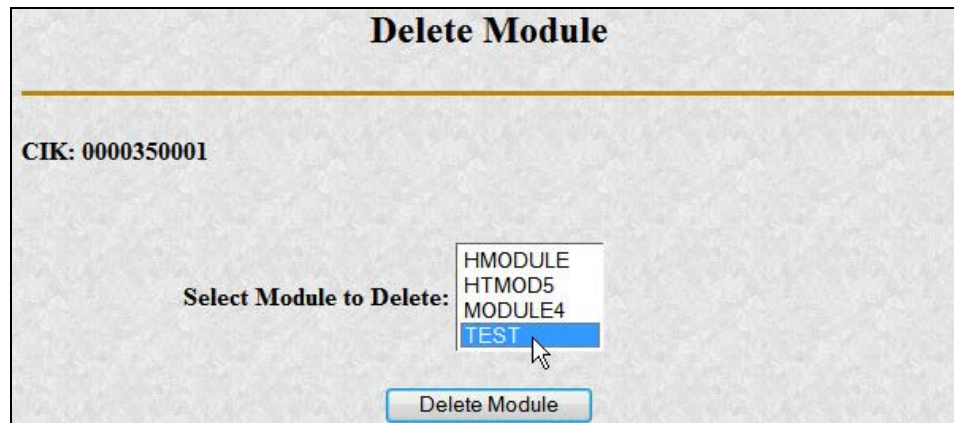 Delete Module
CIK: 0000350001
Select Module to Delete:
HMODULE
HTMOD5
MODULE4
TEST
Delete Module